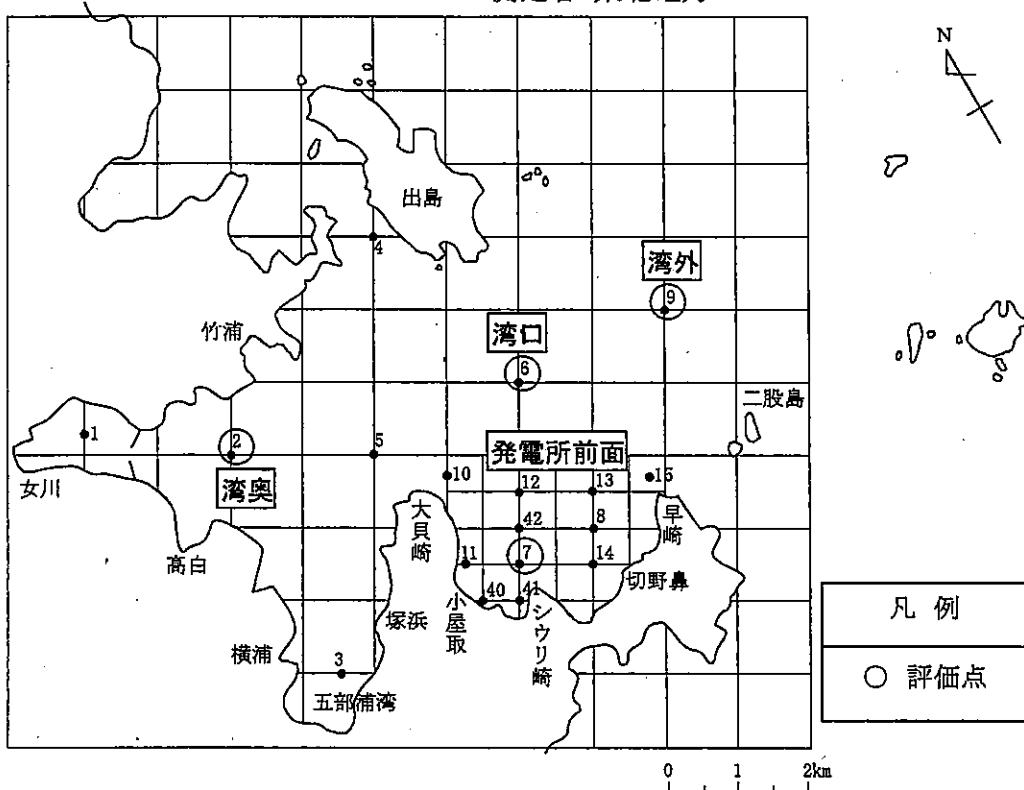 N
出島
4
湾外
9
湾口
竹浦
6
二股島
1
2
5
発電所前面
10
12
13
15
女川
湾奥
大貝崎
早崎
42
8
高白
11
7
14
切野鼻
40
41
小屋取
シウリ崎
塚浜
横浦
3
五部浦湾
凡 例
○ 評価点
0 1 2km